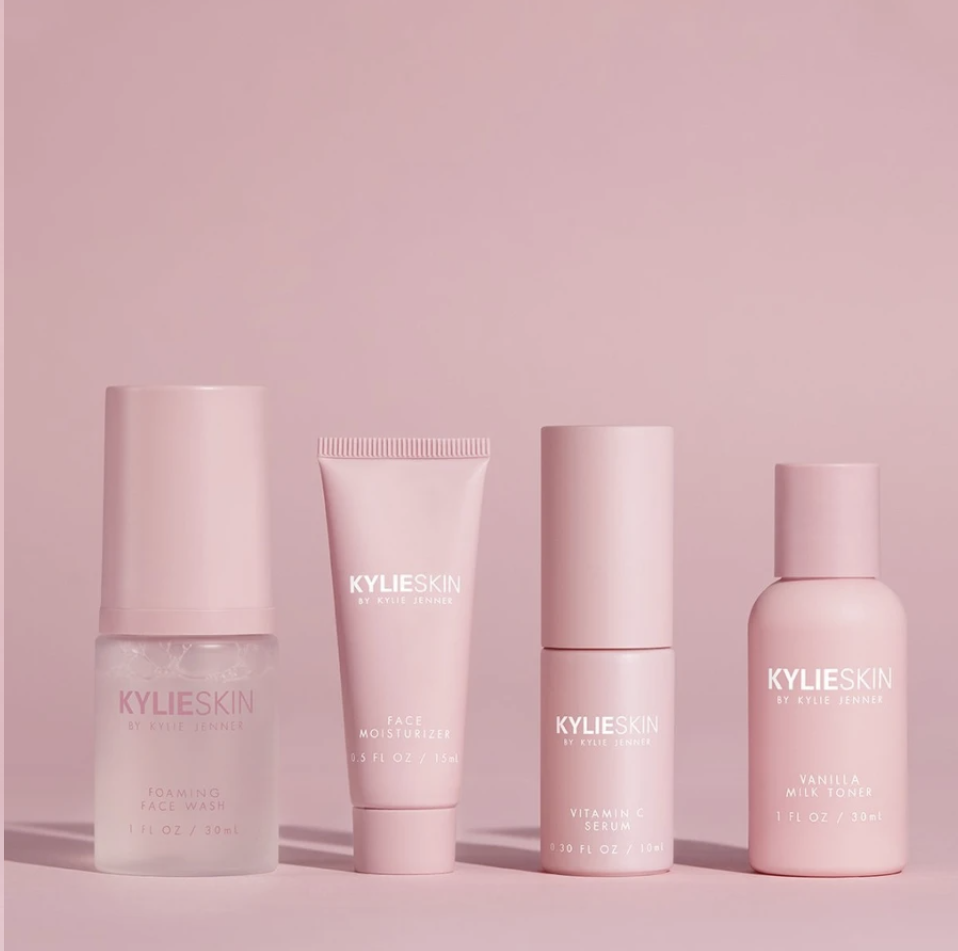 KYLIESKIN
BY KYLIE JENNER
FOAMING
FACE WASH
1 FL OZ / 30mL
KYLIESKIN
BY KYLIE JENNER
FACE
MOISTURIZER
0.5 FL OZ / 15mL
KYLIESKIN
BY KYLIE JENNER
VITAMIN C
SERUM
0.30 FL OZ / 10ml
KYLIESKIN
BY KYLIE JENNER
VANILLA
MILK TONER
1 FL OZ / 30mL